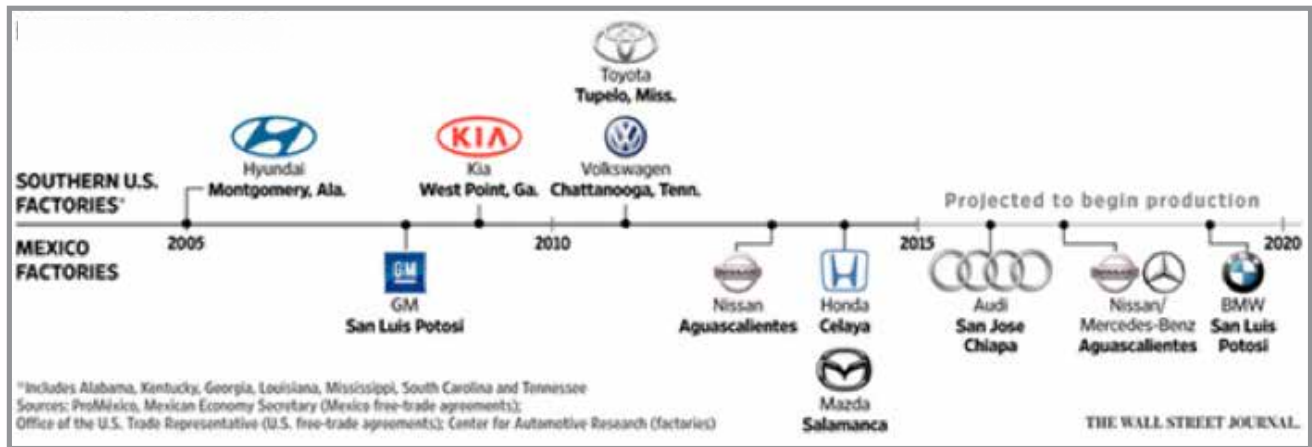 Toyota
Tupelo, Miss.
KIA
Hyundai
Montgomery, Ala.
Kia
West Point, Ga.
Volkswagen
Chattanooga, Tenn.
SOUTHERN U.S.
FACTORIES*
Projected to begin production
2005
2010
2015
2020
MEXICO
FACTORIES
GM
GM
San Luis Potosi
NISSAN
Nissan
Aguascalientes
Honda
Celaya
Mazda
Salamanca
Audi
San Jose
Chiapa
NISSAN
Nissan/
Mercedes-Benz
Aguascalientes
BMW
San Luis
Potosi
*Includes Alabama, Kentucky, Georgia, Louisiana, Mississippi, South Carolina and Tennessee
Sources: ProMéxico, Mexican Economy Secretary (Mexico free-trade agreements);
Office of the U.S. Trade Representative (U.S. free-trade agreements); Center for Automotive Research (factories)
THE WALL STREET JOURNAL.